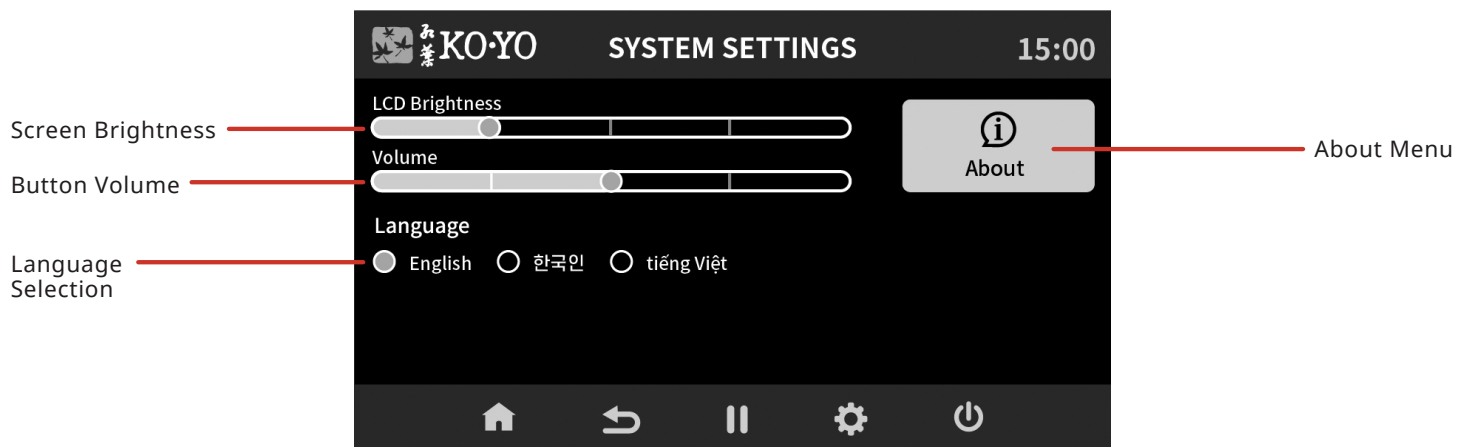 KO·YO
SYSTEM SETTINGS
15:00
LCD Brightness
Screen Brightness
Volume
Button Volume
About
About Menu
Language
Language
Selection
English
한국인
tiếng Việt